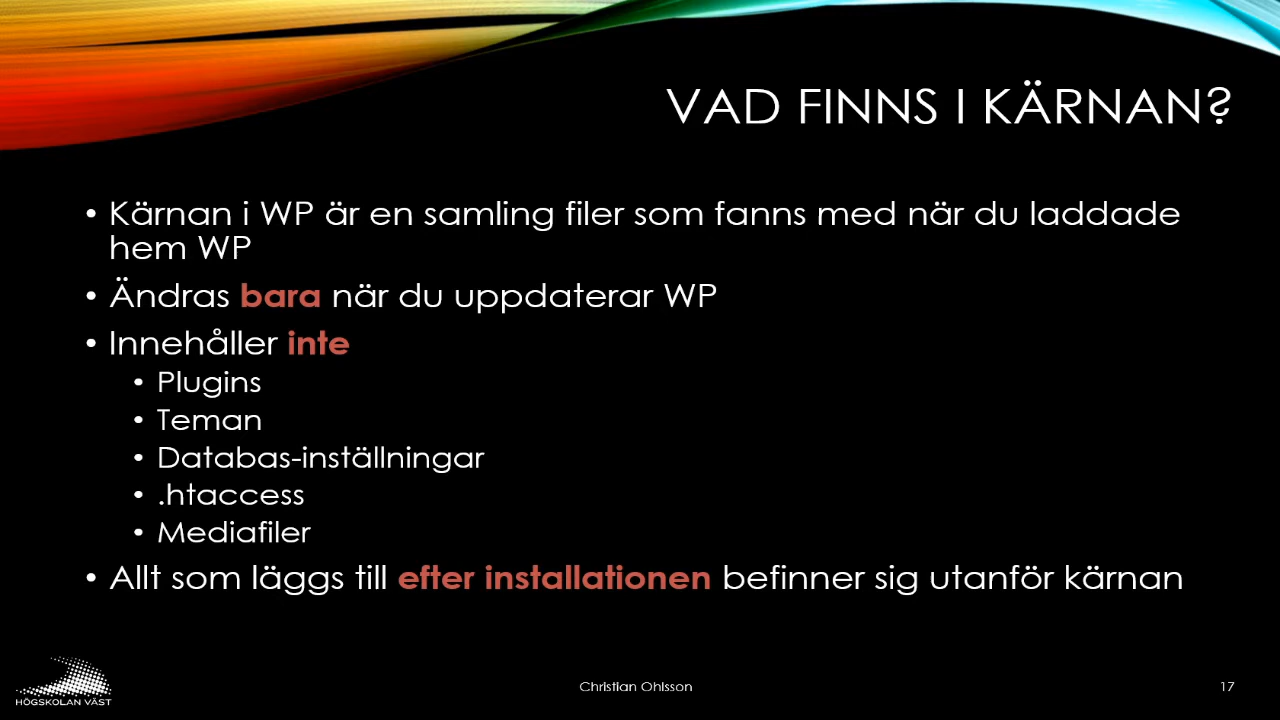 VAD FINNS I KÄRNAN?
• Kärnan i WP är en samling filer som fanns med när du laddade
hem WP
• Ändras bara när du uppdaterar WP
• Innehåller inte
• Plugins
• Teman
• Databas-inställningar
• .htaccess
• Mediafiler
• Allt som läggs till efter installationen befinner sig utanför kärnan
HÖGSKOLAN VÄST
Christian Ohlsson
17